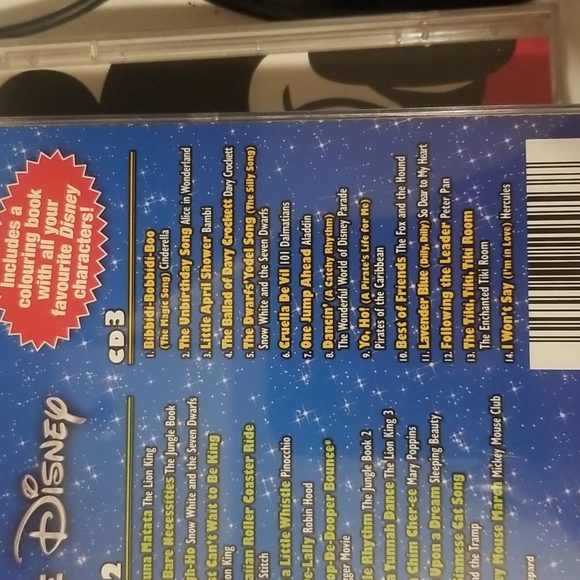 Includes a
colouring book
with all your
favourite Disney
characters!
CD 3
1. Bibbidi-Bobbidi-Boo
(The Magic Song) Cinderella
2. The Unbirthday Song Alice in Wonderland
3. Little April Shower Bambi
4. The Ballad of Davy Crockett Davy Crockett
5. The Dwarfs' Yodel Song (The Silly Song)
Snow White and the Seven Dwarfs
6. Cruella De Vil 101 Dalmatians
7. One Jump Ahead Aladdin
8. Dancin' (A Catchy Rhythm)
The Wonderful World of Disney Parade
9. Yo, Ho! (A Pirate's Life for Me)
Pirates of the Caribbean
10. Best of Friends The Fox and the Hound
11. Lavender Blue (Dilly, Dilly) So Dear to My Heart
12. Following the Leader Peter Pan
13. The Tiki, Tiki, Tiki Room
The Enchanted Tiki Room
14. I Won't Say (I'm in Love) Hercules
DISNEY
2
una Matata The Lion King
Bare Necessities The Jungle Book
gh-Ho Snow White and the Seven Dwarfs
st Can't Wait to Be King
on King
aiian Roller Coaster Ride
Stitch
a Little Whistle Pinocchio
e-Lally Robin Hood
op-De-Dooper Bounces
gger Movie
e Rhythm The Jungle Book 2
a Tunnah Dance The Lion King 3
n Chim Cher-ee Mary Poppins
Upon a Dream Sleeping Beauty
amese Cat Song
nd the Tramp
y Mouse March Mickey Mouse Club
pard